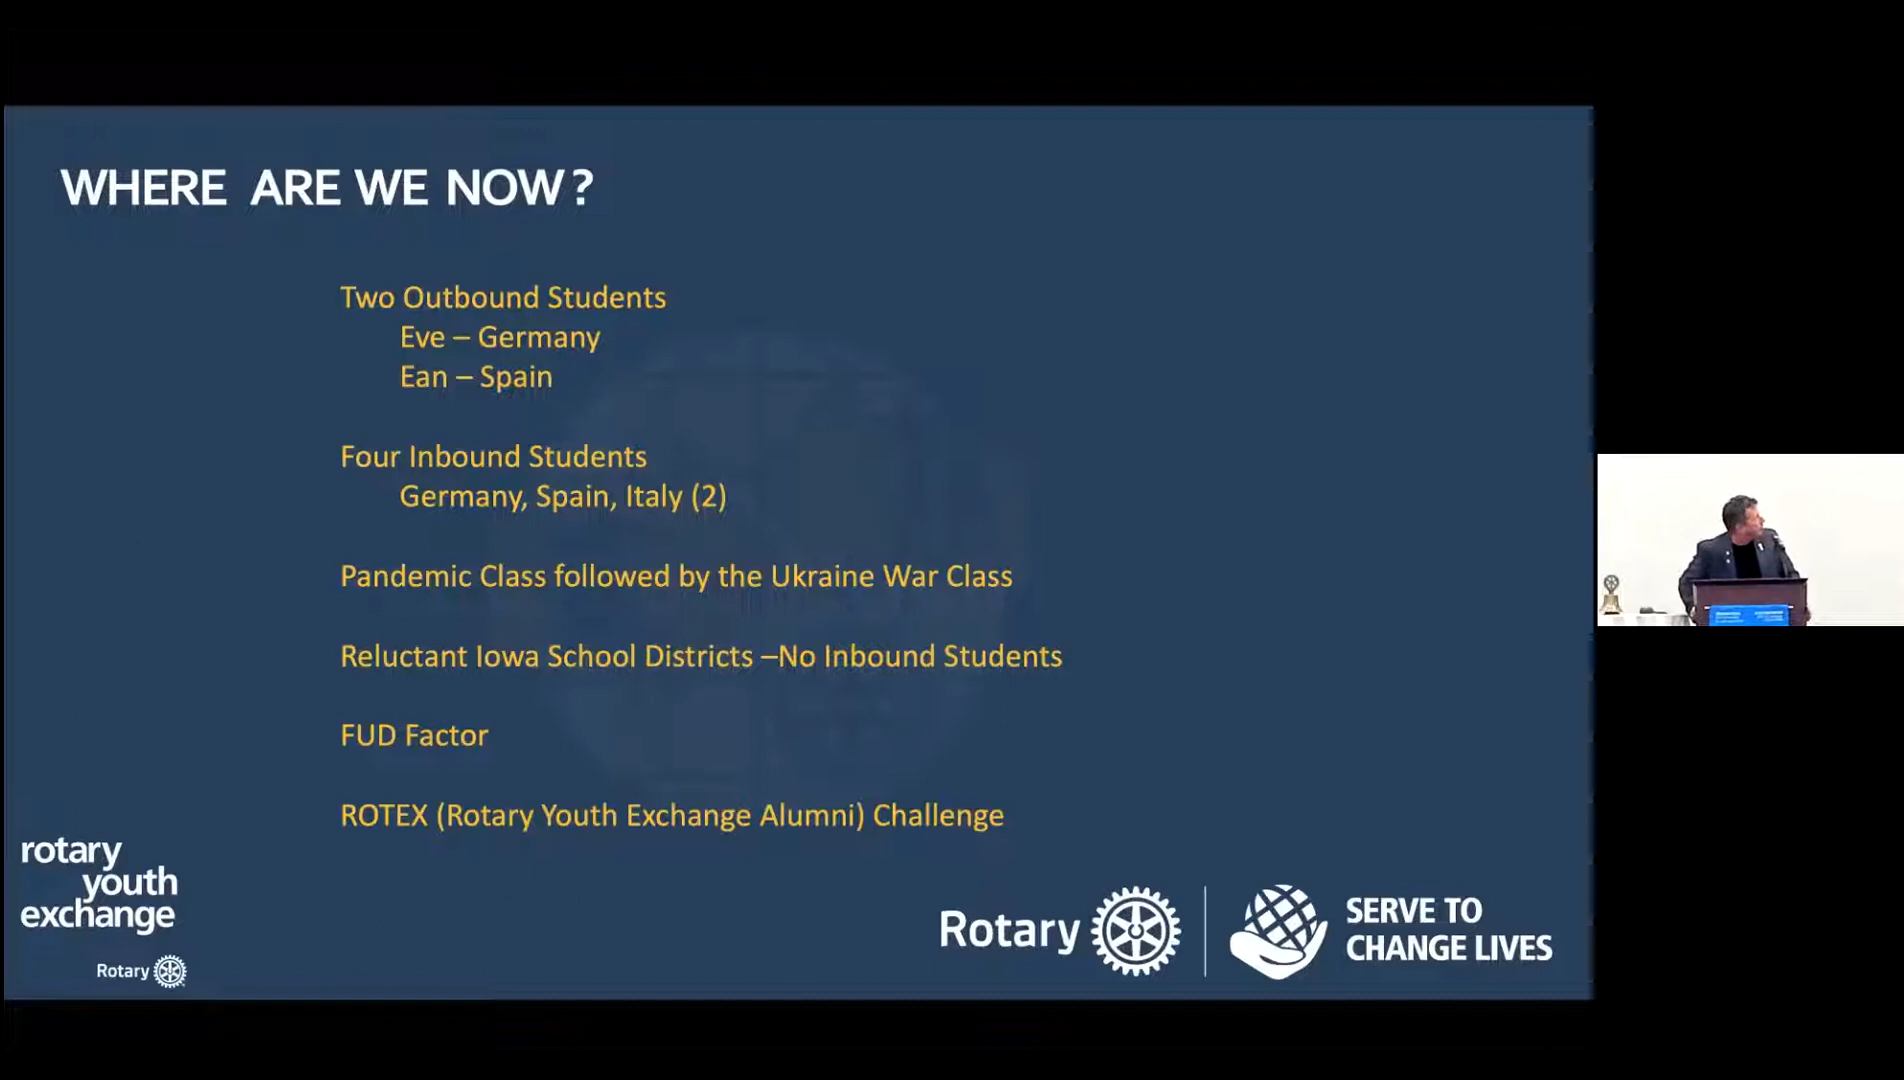 WHERE ARE WE NOW?
Two Outbound Students
Eve – Germany
Ean – Spain
Four Inbound Students
Germany, Spain, Italy (2)
Pandemic Class followed by the Ukraine War Class
Reluctant Iowa School Districts –No Inbound Students
FUD Factor
ROTEX (Rotary Youth Exchange Alumni) Challenge
rotary
youth
exchange
Rotary
Rotary
SERVE TO
CHANGE LIVES